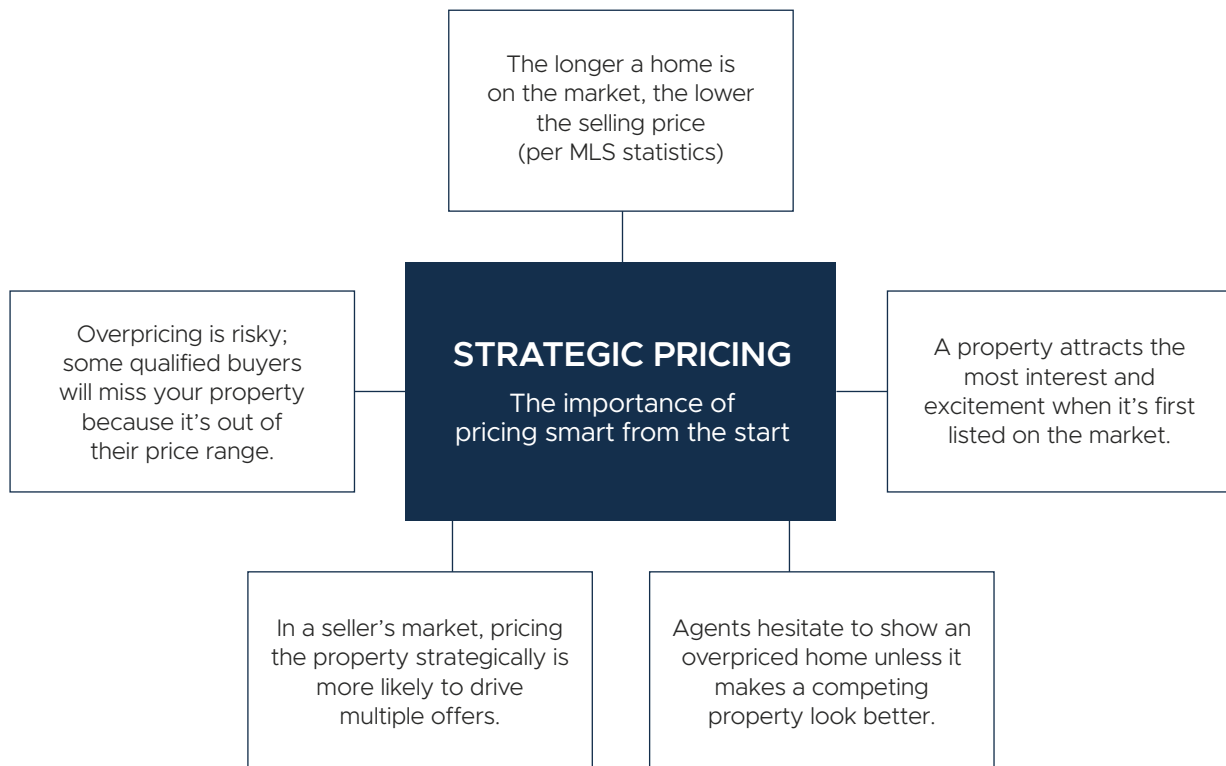 The longer a home is
on the market, the lower
the selling price
(per MLS statistics)
Overpricing is risky;
some qualified buyers
will miss your property
because it’s out of
their price range.
STRATEGIC PRICING
The importance of
pricing smart from the start
A property attracts the
most interest and
excitement when it’s first
listed on the market.
In a seller’s market, pricing
the property strategically is
more likely to drive
multiple offers.
Agents hesitate to show an
overpriced home unless it
makes a competing
property look better.